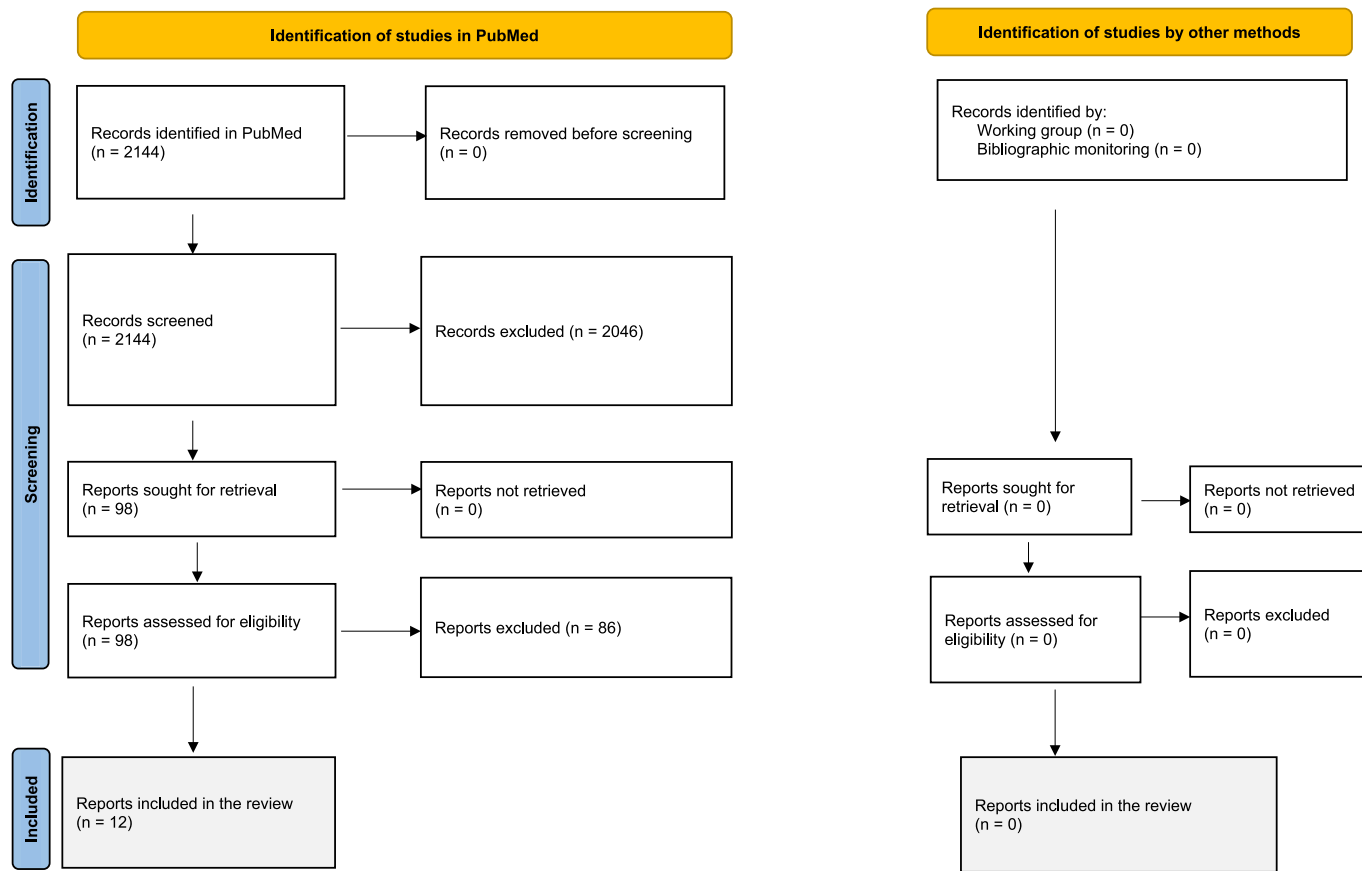 Identification of studies in PubMed
Identification of studies by other methods
Identification
Records identified in PubMed
(n = 2144)
Records removed before screening
(n = 0)
Records identified by:
Working group (n = 0)
Bibliographic monitoring (n = 0)
Screening
Records screened
(n = 2144)
Records excluded (n = 2046)
Reports sought for retrieval
(n = 98)
Reports not retrieved
(n = 0)
Reports sought for
retrieval (n = 0)
Reports not retrieved
(n = 0)
Reports assessed for eligibility
(n = 98)
Reports excluded (n = 86)
Reports assessed for
eligibility (n = 0)
Reports excluded
(n = 0)
Included
Reports included in the review
(n = 12)
Reports included in the review
(n = 0)